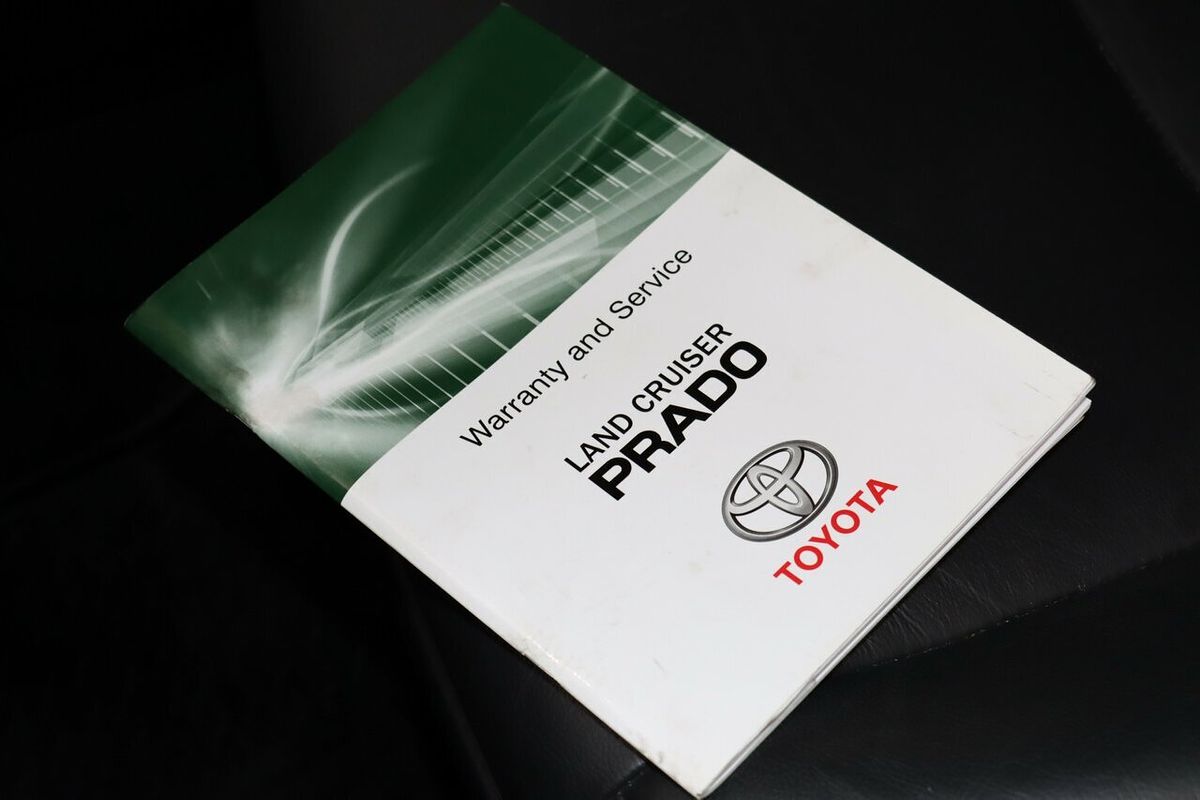 Warranty and Service
LAND CRUISER
PRADO
TOYOTA